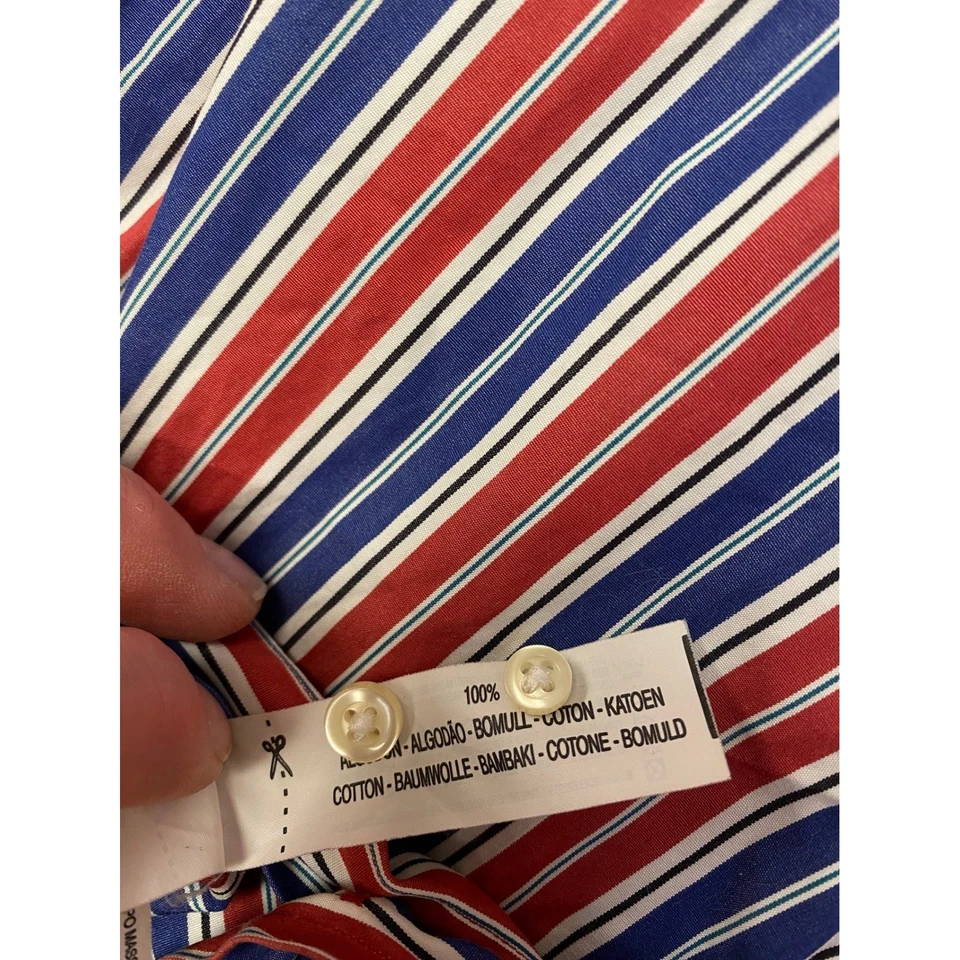 100%
- ALGODÃO - BOMULL - COTON - KATOEN
COTTON - BAUMWOLLE - BAMBAKI - COTONE - BOMULD